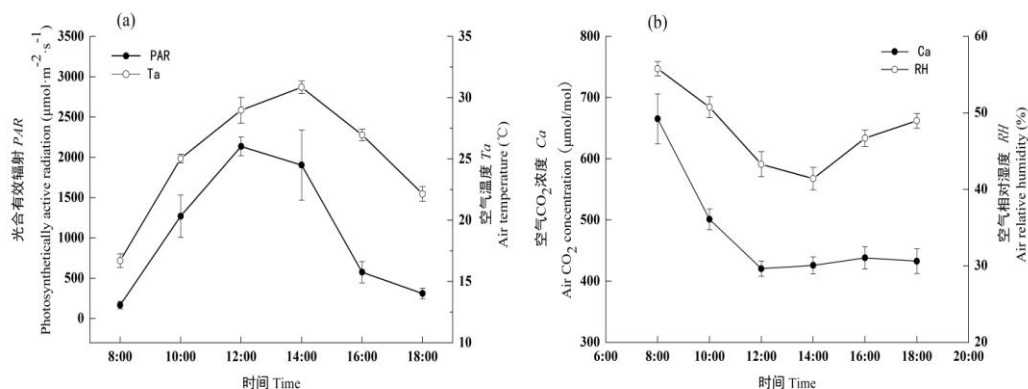 (a)
光合有效辐射 PAR
Photosynthetically active radiation (μmol·m⁻²·s⁻¹)
3500
3000
2500
2000
1500
1000
500
0
PAR
Ta
35
30
25
20
15
10
空气温度 Ta
Air temperature (℃)
8:00 10:00 12:00 14:00 16:00 18:00
时间 Time
(b)
空气CO2浓度 Ca
Air CO₂ concentration (μmol/mol)
800
700
600
500
400
300
Ca
RH
60
50
40
30
20
空气相对湿度 RH
Air relative humidity (%)
6:00 8:00 10:00 12:00 14:00 16:00 18:00 20:00
时间 Time